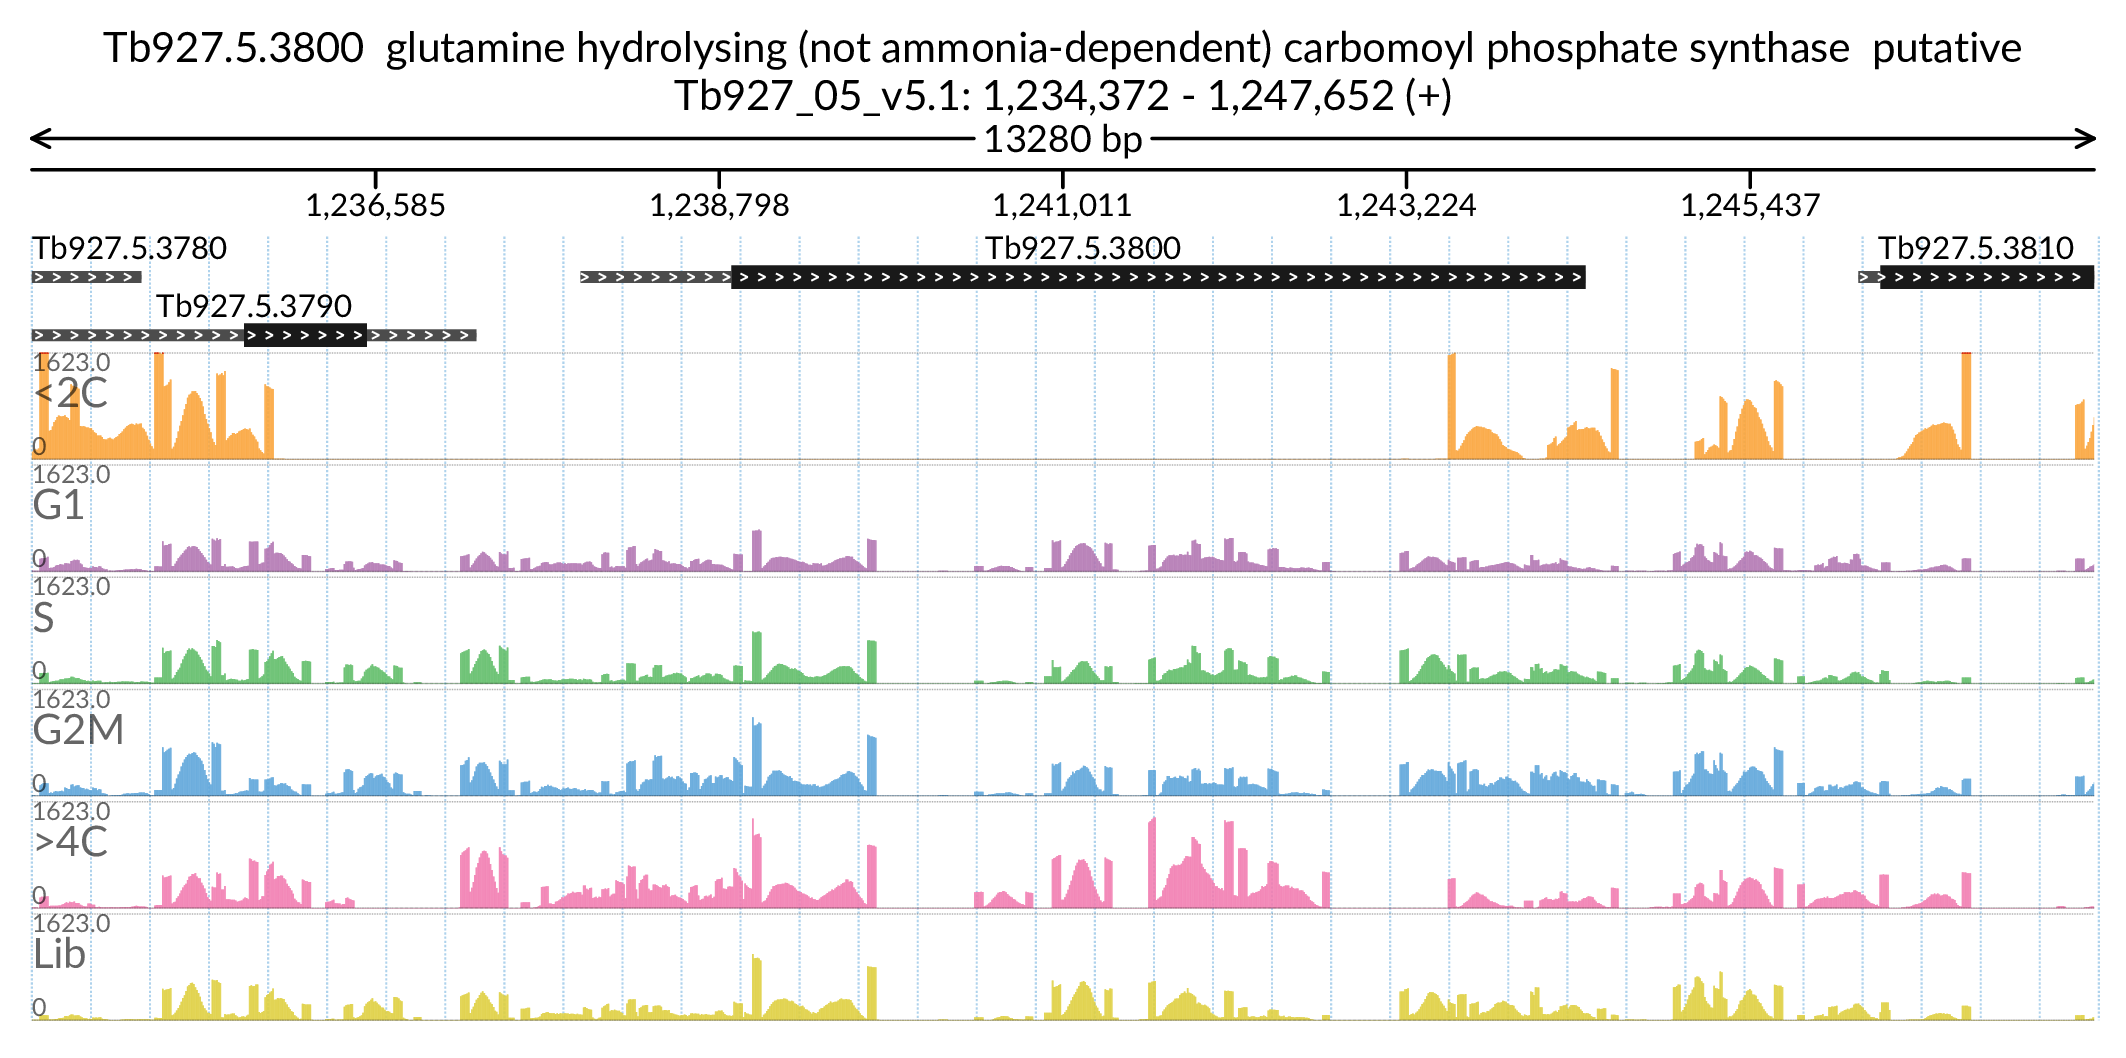 Tb927.5.3800 glutamine hydrolysing (not ammonia-dependent) carbomoyl phosphate synthase putative
Tb927_05_v5.1: 1,234,372 - 1,247,652 (+)
13280 bp
1,236,585 1,238,798 1,241,011 1,243,224 1,245,437
Tb927.5.3780 Tb927.5.3800 Tb927.5.3810
Tb927.5.3790
1623.0
<2C
0
1623.0
G1
0
1623.0
S
0
1623.0
G2M
0
1623.0
>4C
0
1623.0
Lib
0